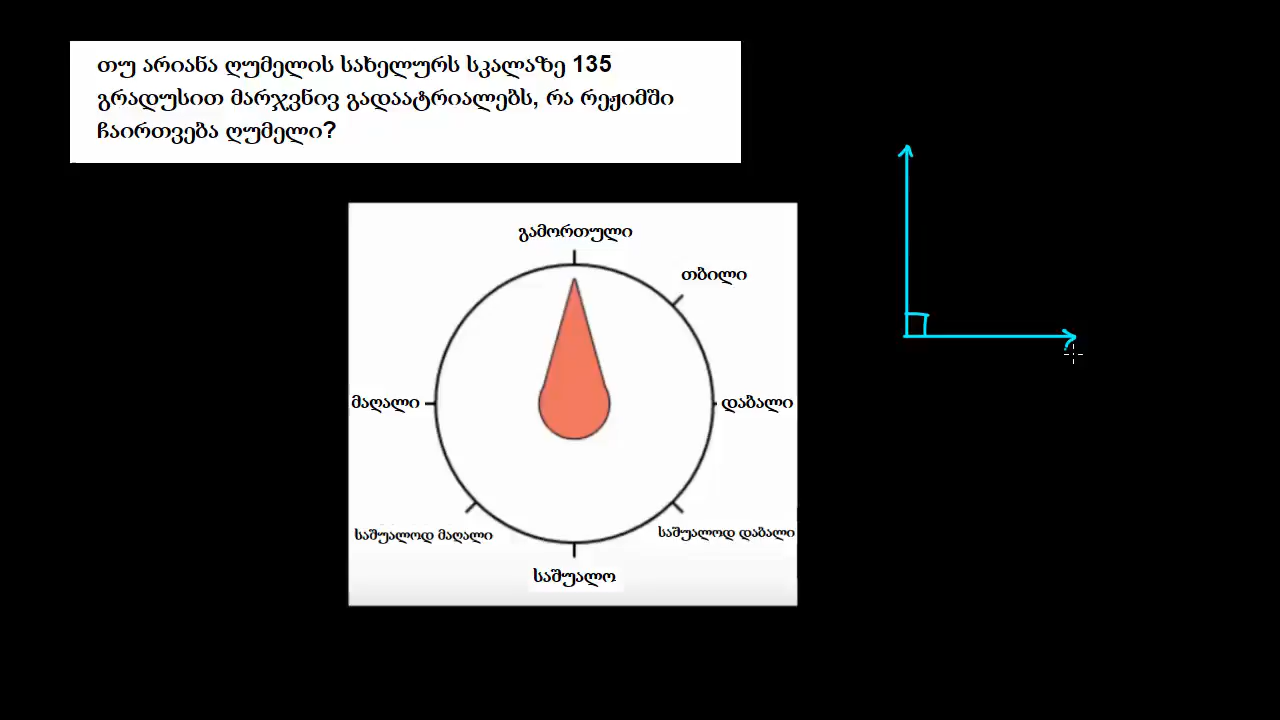 თუ არიანა ღუმელის სახელურს სკალაზე 135
გრადუსით მარჯვნივ გადაატრიალებს, რა რეჟიმში
ჩაირთვება ღუმელი?
გამორთული
თბილი
მაღალი
დაბალი
საშუალოდ მაღალი
საშუალოდ დაბალი
საშუალო